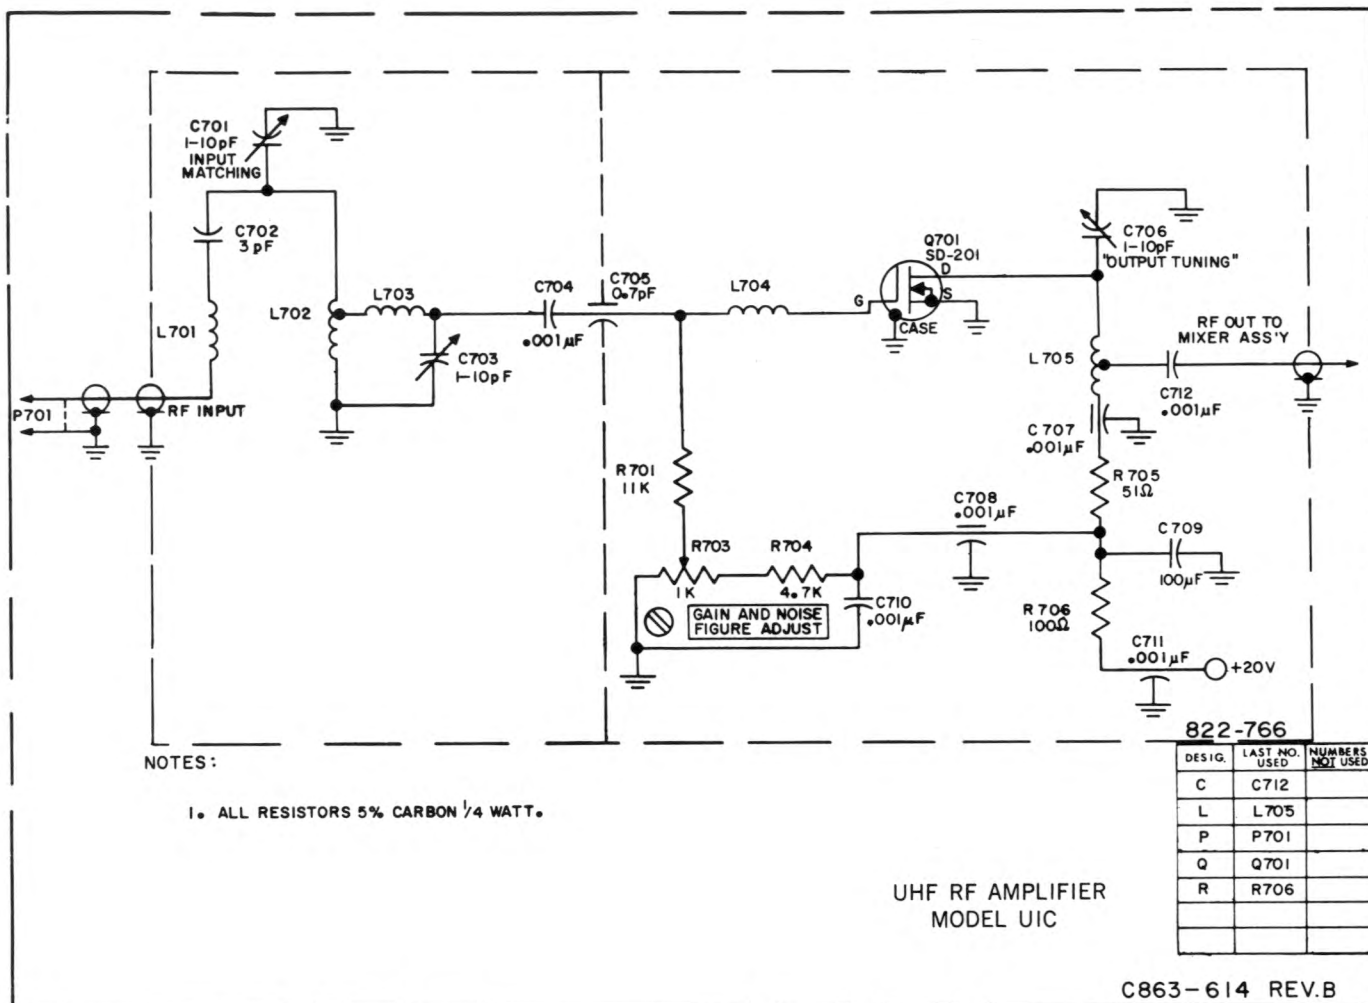 C701
1-10pF
INPUT
MATCHING
C702
3pF
L701
L702
L703
C703
1-10pF
C704
.001µF
C705
0.7pF
L704
Q701
SD-201
D
G
S
CASE
C706
1-10pF
"OUTPUT TUNING"
RF OUT TO
MIXER ASS'Y
L705
C712
.001µF
C707
.001µF
P701
RF INPUT
R701
11K
R705
51Ω
C708
.001µF
C709
100µF
R703
1K
R704
4.7K
GAIN AND NOISE
FIGURE ADJUST
C710
.001µF
R706
100Ω
C711
.001µF
+20V
822-766
DESIG. LAST NO. USED NUMBERS NOT USED
C C712
L L705
P P701
Q Q701
R R706
NOTES:
1. ALL RESISTORS 5% CARBON 1/4 WATT.
UHF RF AMPLIFIER
MODEL UIC
C863-614 REV.B